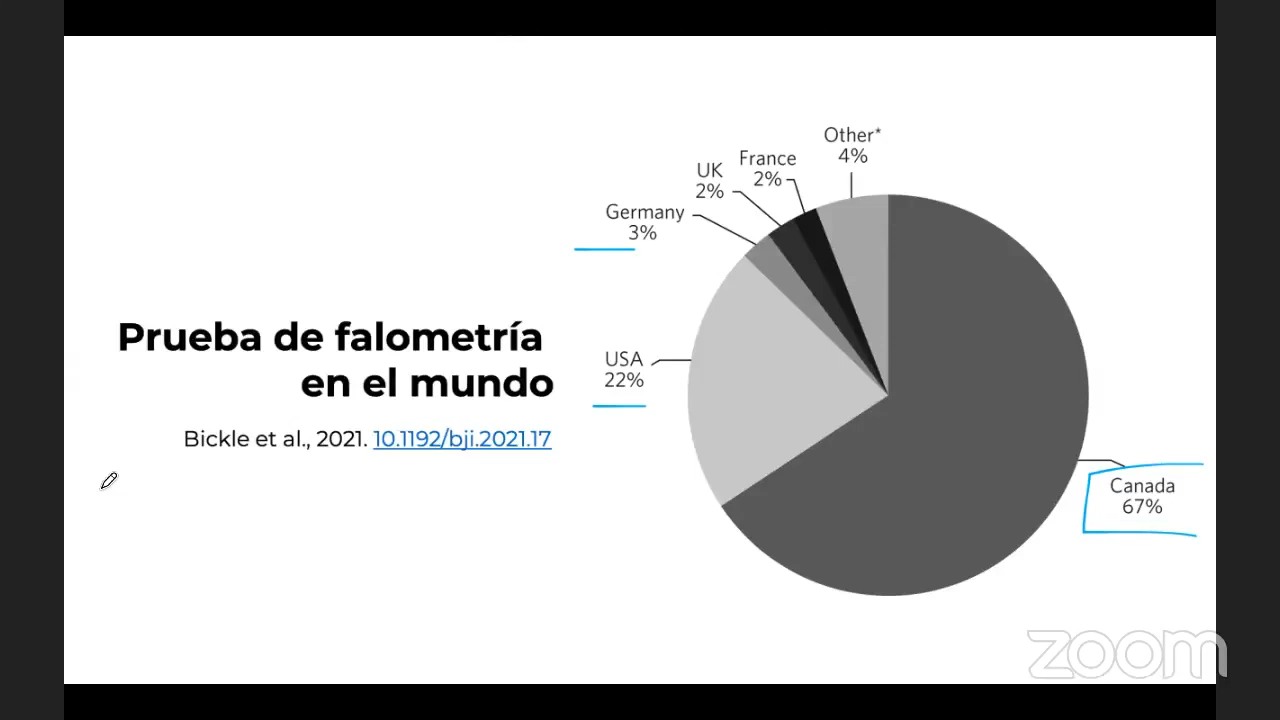 Prueba de falometría
en el mundo
Bickle et al., 2021. 10.1192/bji.2021.17
Other*
4%
France
2%
UK
2%
Germany
3%
USA
22%
Canada
67%
zoom